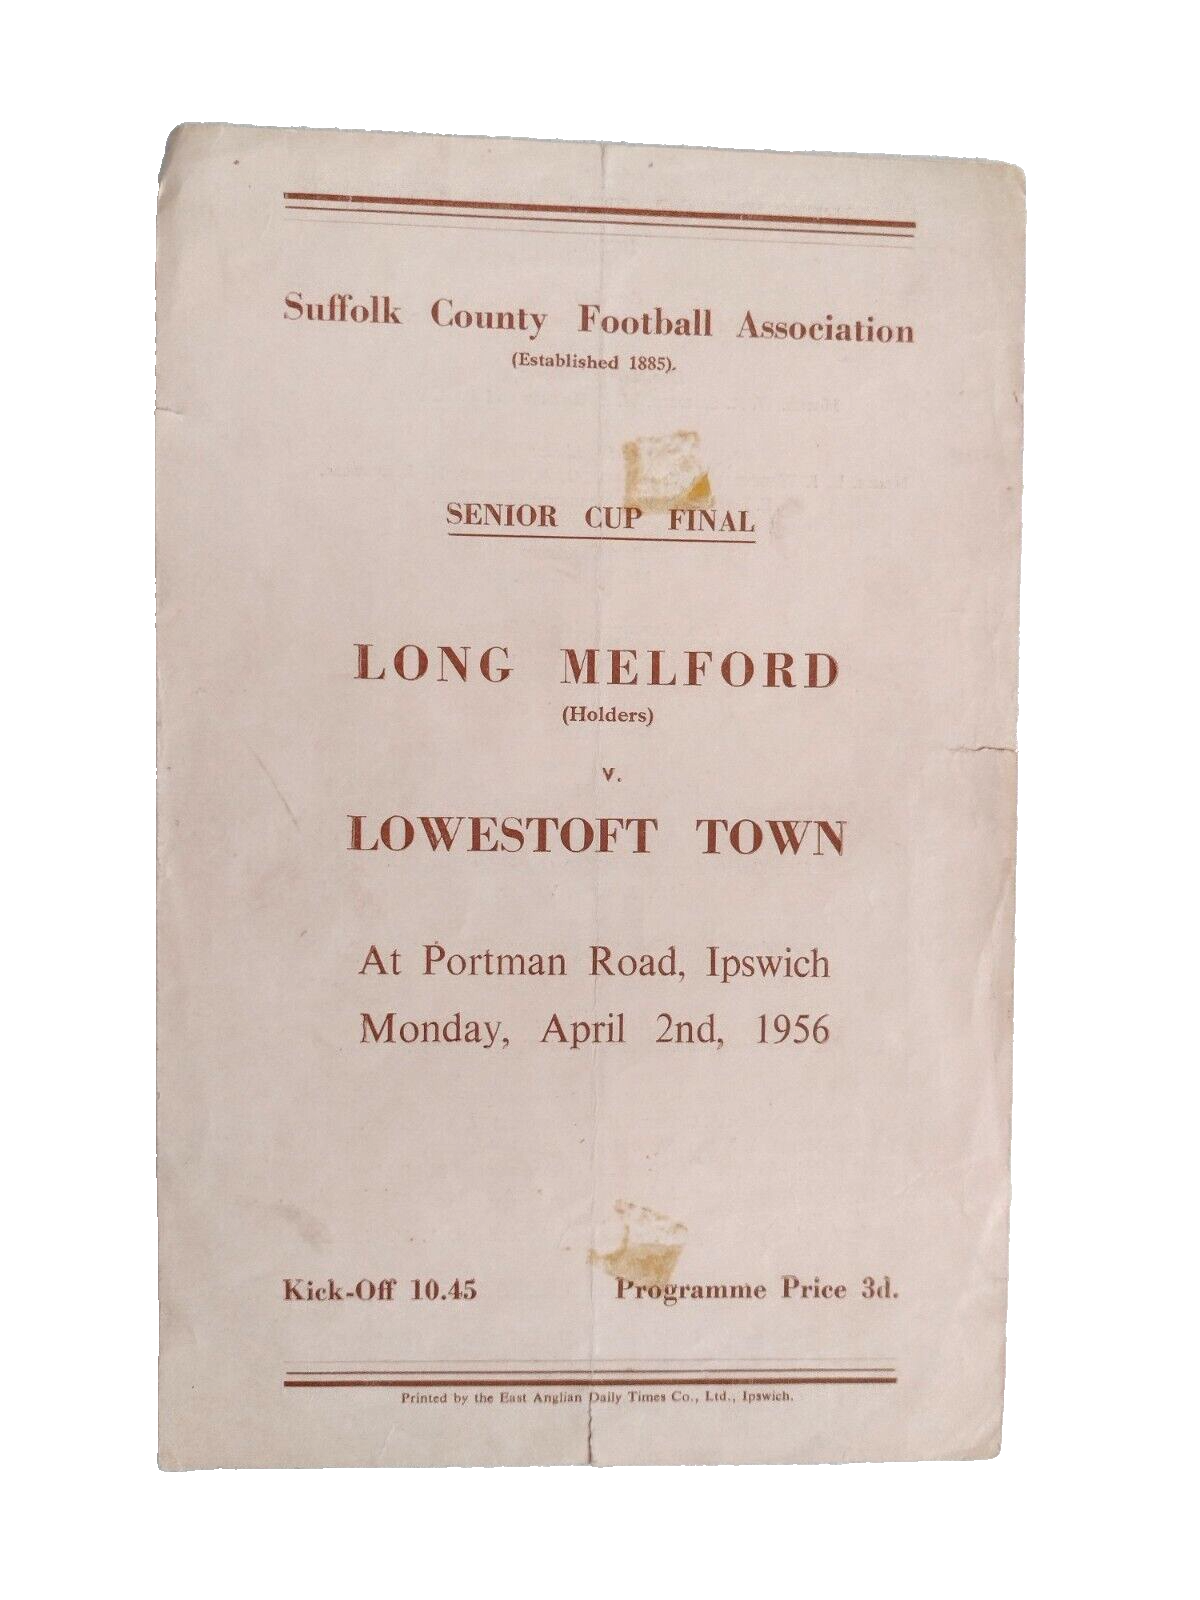 Suffolk County Football Association
(Established 1885).
SENIOR CUP FINAL
LONG MELFORD
(Holders)
v.
LOWESTOFT TOWN
At Portman Road, Ipswich
Monday, April 2nd, 1956
Kick-Off 10.45 Programme Price 3d.
Printed by the East Anglian Daily Times Co., Ltd., Ipswich.